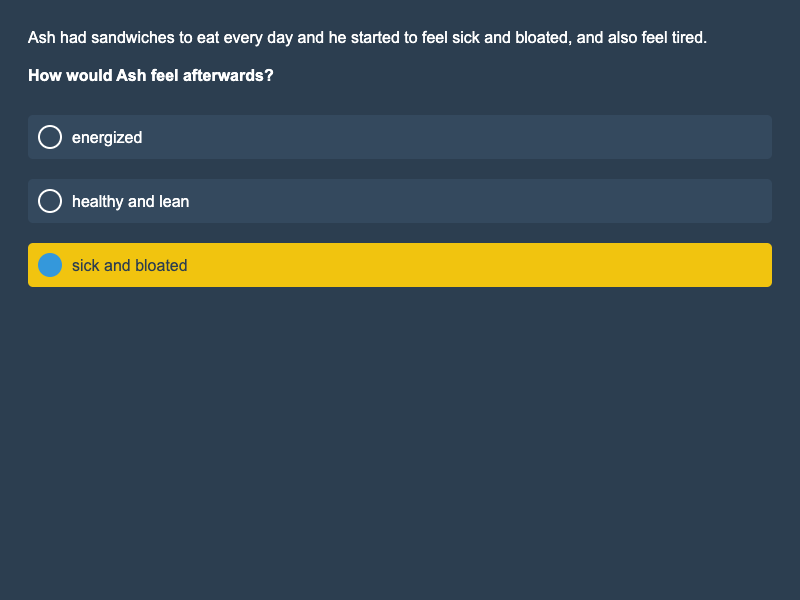 Ash had sandwiches to eat every day and he started to feel sick and bloated, and also feel tired.
How would Ash feel afterwards?
energized
healthy and lean
sick and bloated